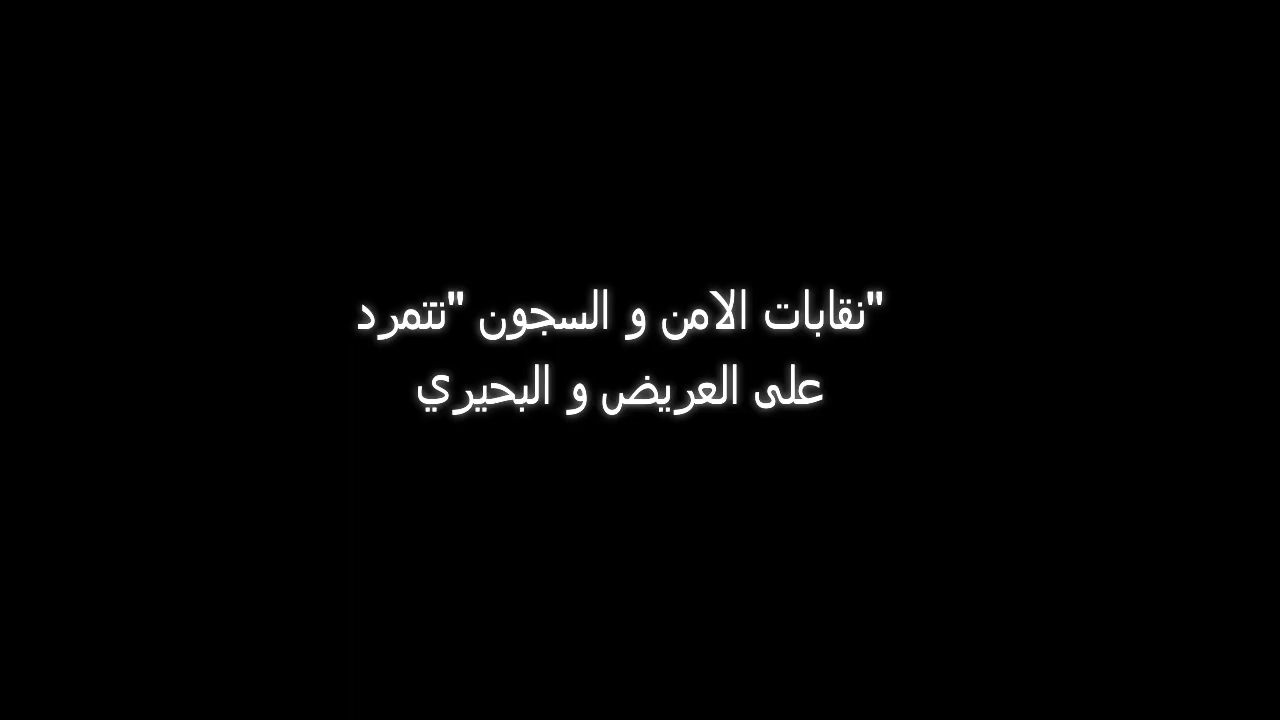 "نقابات الامن و السجون "تتمرد
على العريض و البحيري